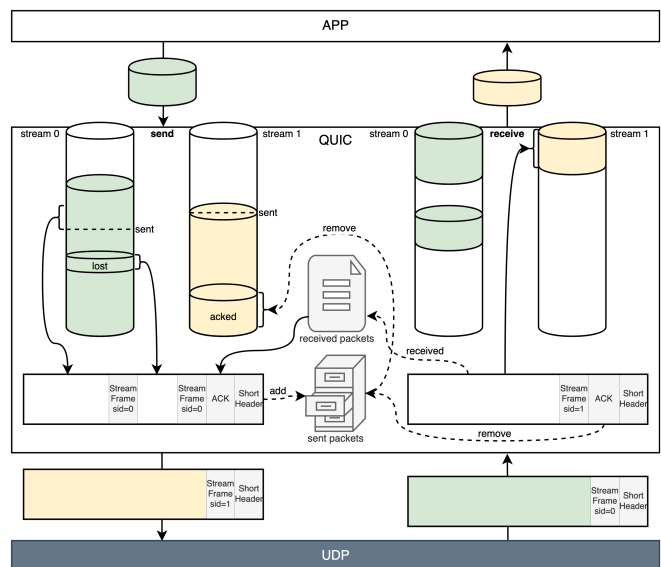 APP
stream 0
send
stream 1
QUIC
stream 0
receive
stream 1
sent
sent
lost
acked
remove
received packets
received
Stream
Frame
sid=0
Stream
Frame
sid=0
ACK
Short
Header
add
sent packets
Stream
Frame
sid=1
ACK
Short
Header
remove
Stream
Frame
sid=1
Short
Header
Stream
Frame
sid=0
Short
Header
UDP